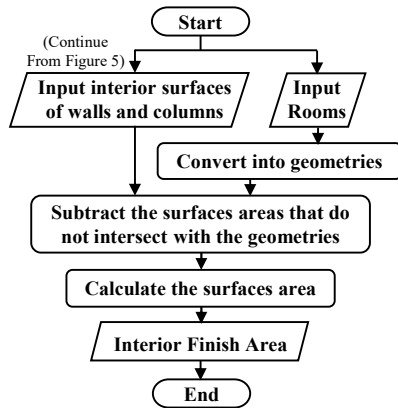 Start
(Continue
From Figure 5)
Input interior surfaces
of walls and columns
Input
Rooms
Convert into geometries
Subtract the surfaces areas that do
not intersect with the geometries
Calculate the surfaces area
Interior Finish Area
End